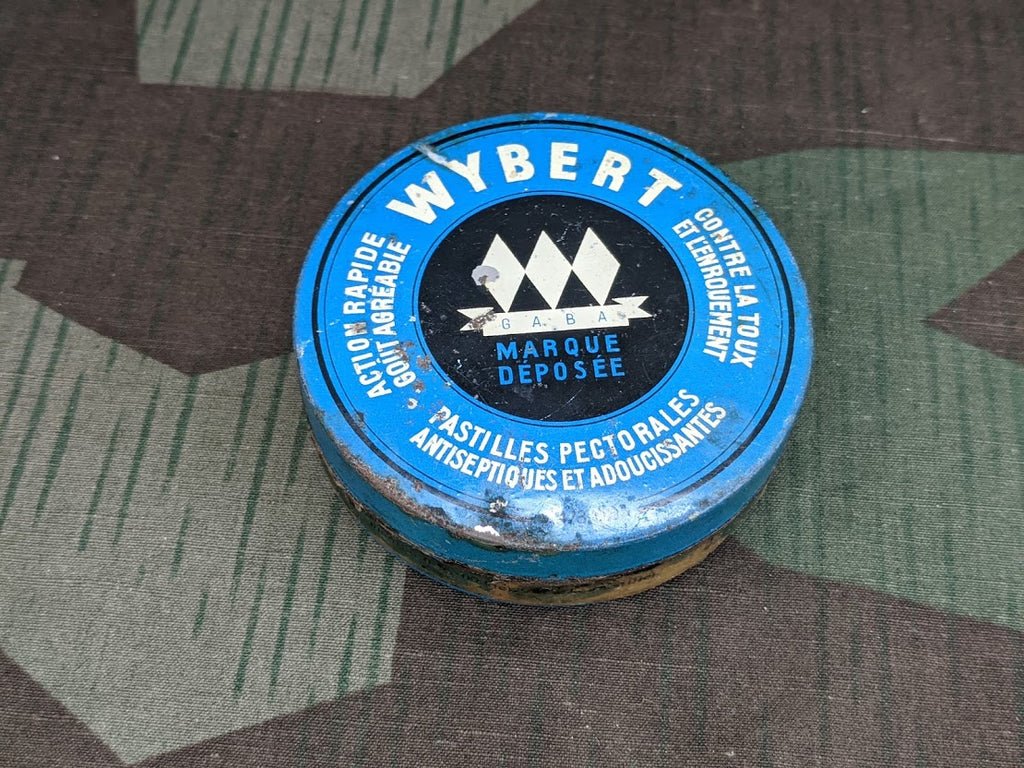 WYBERT
CONTRE LA TOUX
ET L'ENROUEMENT
ACTION RAPIDE
GOÛT AGRÉABLE
GABA
MARQUE
DÉPOSÉE
PASTILLES PECTORALES
ANTISEPTIQUES ET ADOUCISSANTES